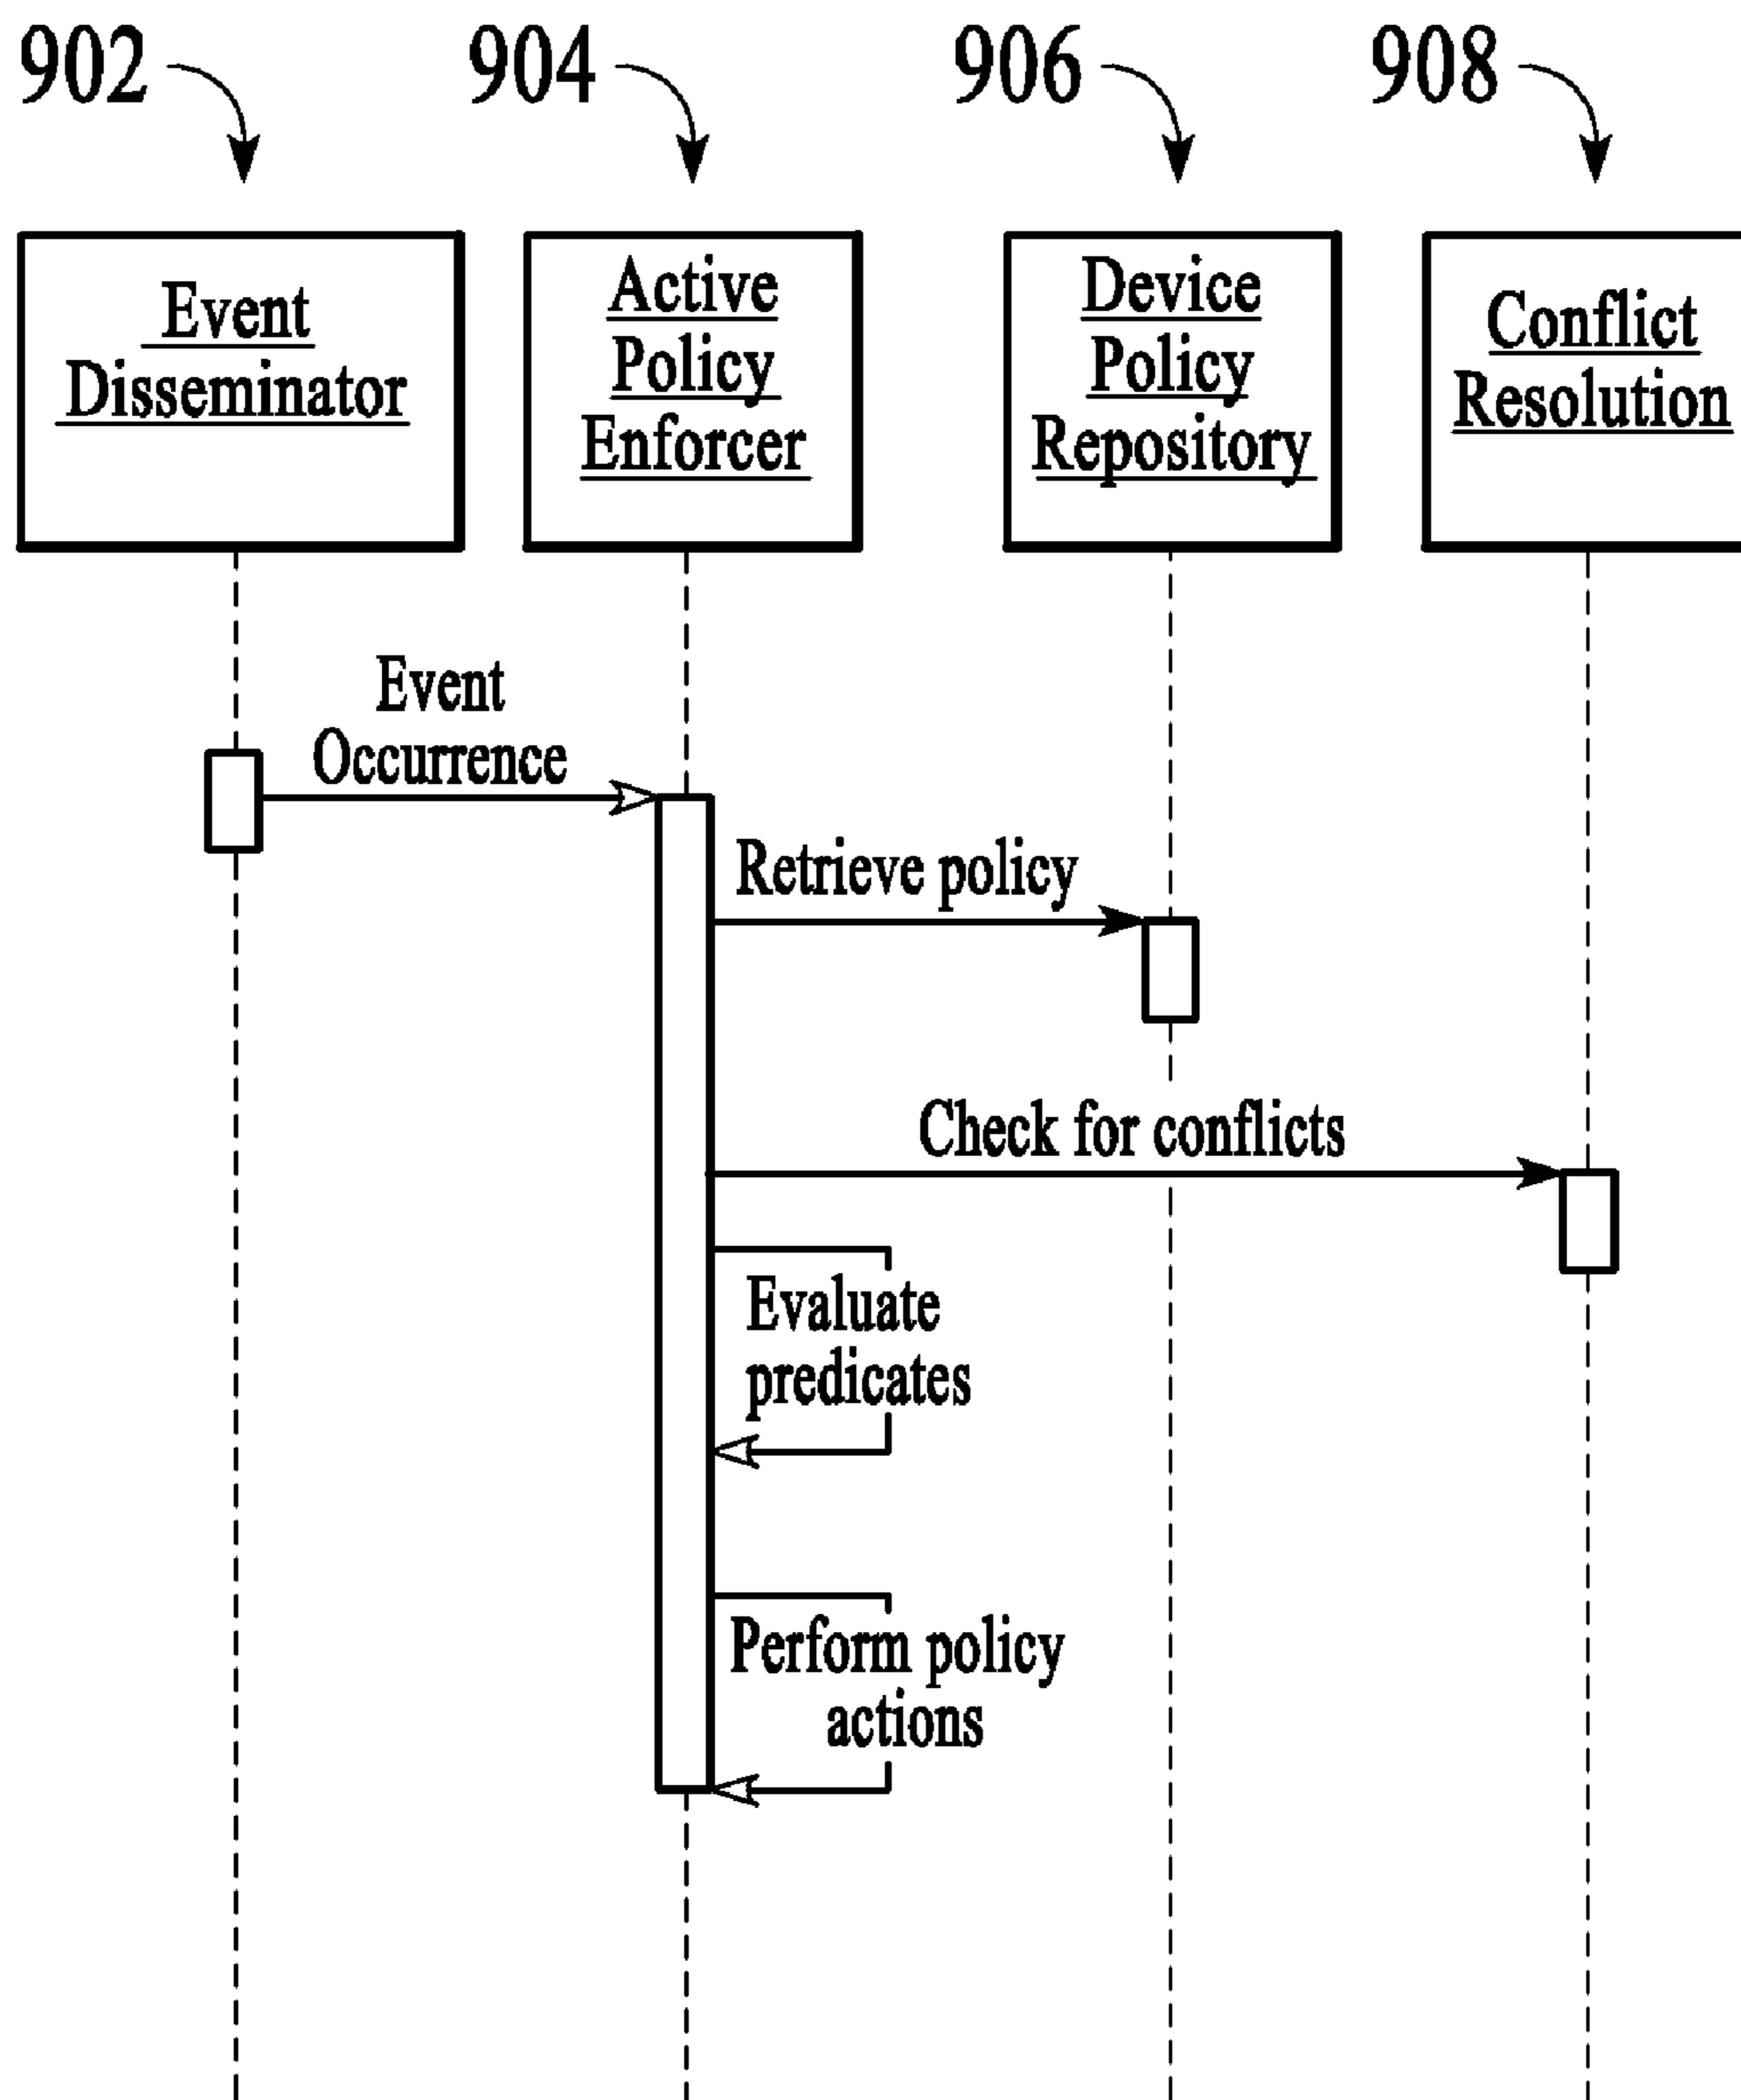 902
904
906
908
Event
Disseminator
Active
Policy
Enforcer
Device
Policy
Repository
Conflict
Resolution
Event
Occurrence
Retrieve policy
Check for conflicts
Evaluate
predicates
Perform policy
actions